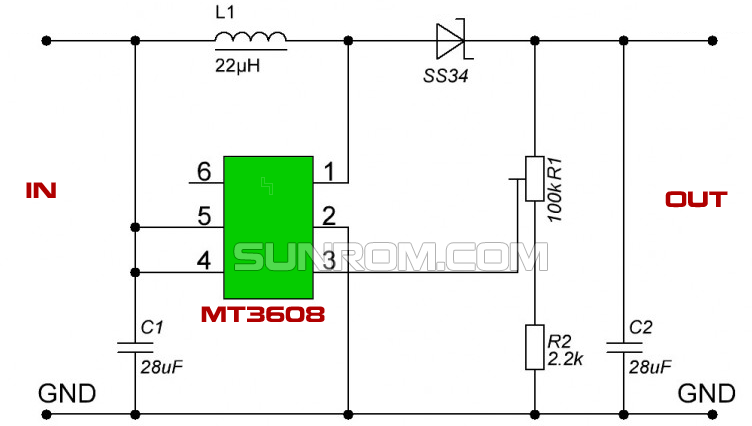 L1
22µH
SS34
6
1
IN
5
2
100k R1
OUT
SUNROM.COM
4
3
MT3608
C1
28uF
R2
2.2k
C2
28uF
GND
GND